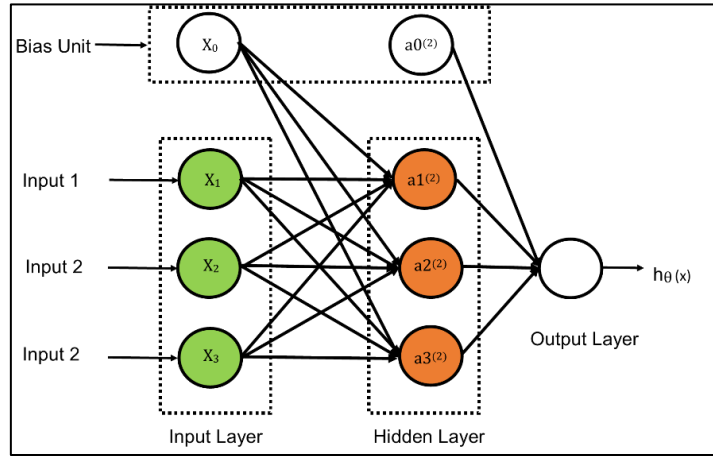 Bias Unit
X₀
a0⁽²⁾
Input 1
X₁
a1⁽²⁾
Input 2
X₂
a2⁽²⁾
hθ(x)
Input 2
X₃
a3⁽²⁾
Output Layer
Input Layer
Hidden Layer